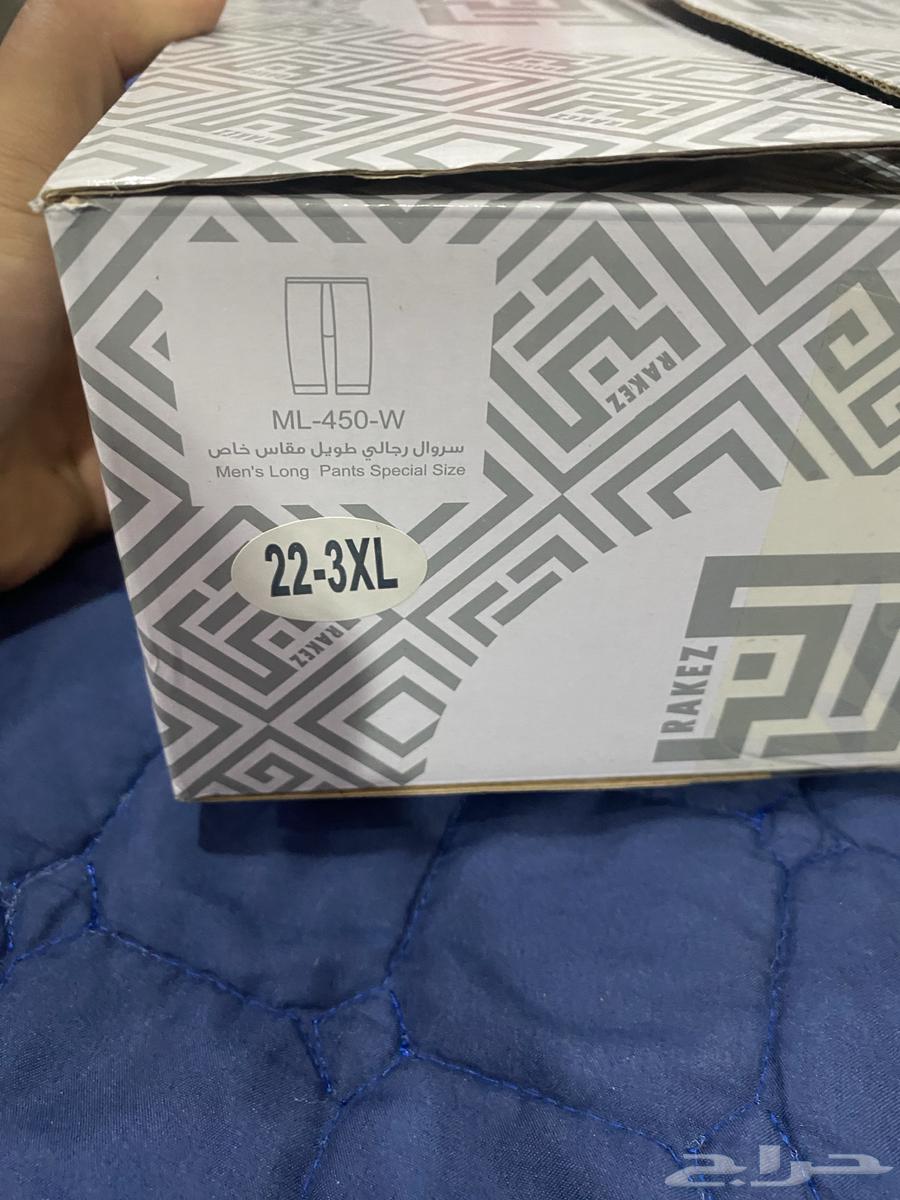 RAKEZ
ML-450-W
سروال رجالي طويل مقاس خاص
Men's Long Pants Special Size
22-3XL
RAKEZ
RAKEZ
حراج